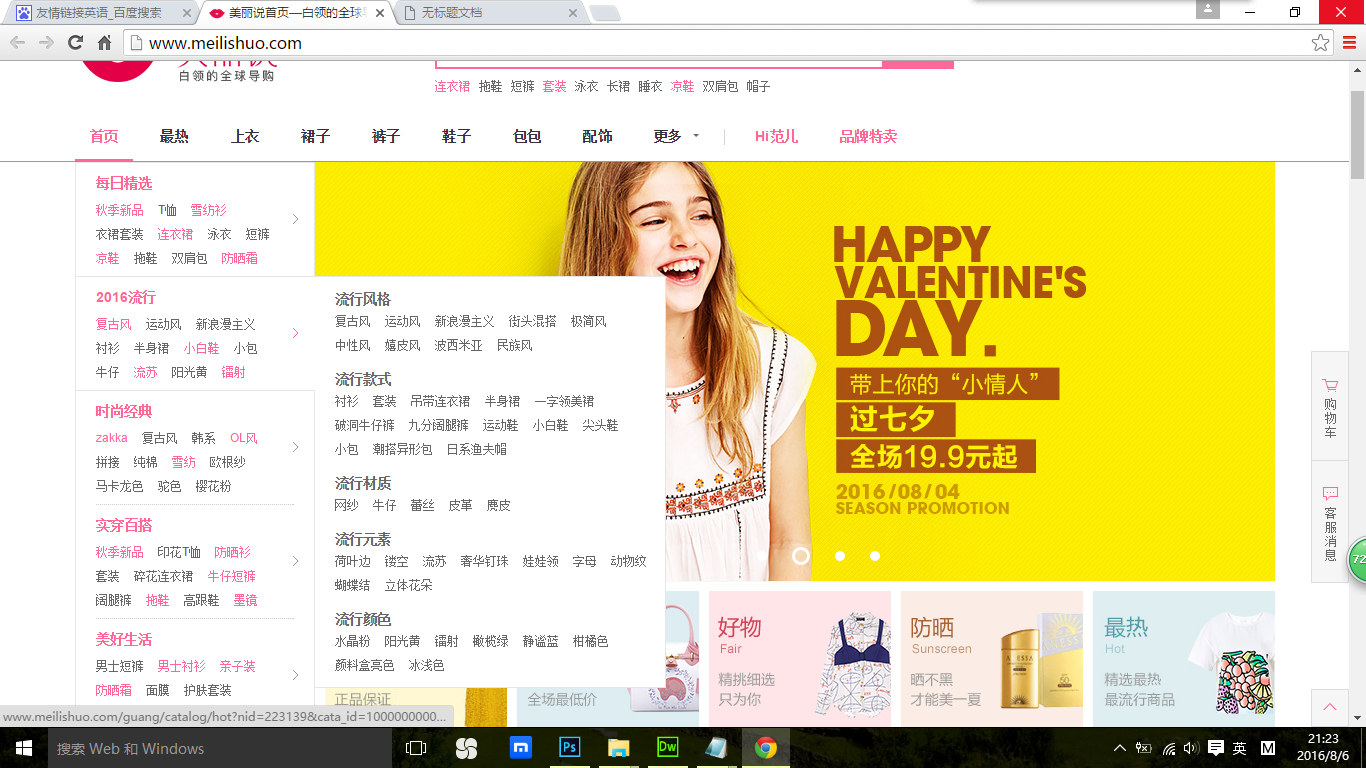 友情链接英语_百度搜索
美丽说首页—白领的全球导
无标题文档
www.meilishuo.com
白领的全球导购
连衣裙 拖鞋 短裤 套装 泳衣 长裙 睡衣 凉鞋 双肩包 帽子
首页 最热 上衣 裙子 裤子 鞋子 包包 配饰 更多 Hi范儿 品牌特卖
每日精选
秋季新品 T恤 雪纺衫
衣裙套装 连衣裙 泳衣 短裤
凉鞋 拖鞋 双肩包 防晒霜
2016流行
复古风 运动风 新浪漫主义
衬衫 半身裙 小白鞋 小包
牛仔 流苏 阳光黄 镭射
时尚经典
zakka 复古风 韩系 OL风
拼接 纯棉 雪纺 欧根纱
马卡龙色 驼色 樱花粉
实穿百搭
秋季新品 印花T恤 防晒衫
套装 碎花连衣裙 牛仔短裤
阔腿裤 拖鞋 高跟鞋 墨镜
美好生活
男士短裤 男士衬衫 亲子装
防晒霜 面膜 护肤套装
流行风格
复古风 运动风 新浪漫主义 街头混搭 极简风
中性风 嬉皮风 波西米亚 民族风
流行款式
衬衫 套装 吊带连衣裙 半身裙 一字领美裙
破洞牛仔裤 九分阔腿裤 运动鞋 小白鞋 尖头鞋
小包 潮搭异形包 日系渔夫帽
流行材质
网纱 牛仔 蕾丝 皮革 麂皮
流行元素
荷叶边 镂空 流苏 奢华钉珠 娃娃领 字母 动物纹
蝴蝶结 立体花朵
流行颜色
水晶粉 阳光黄 镭射 橄榄绿 静谧蓝 柑橘色
颜料盒亮色 冰浅色
HAPPY
VALENTINE'S
DAY.
带上你的“小情人”
过七夕
全场19.9元起
2016/08/04
SEASON PROMOTION
购物车
客服消息
72
正品保证
全场最低价
好物
Fair
精挑细选
只为你
防晒
Sunscreen
晒不黑
才能美一夏
最热
Hot
精选最热
最流行商品
www.meilishuo.com/guang/catalog/hot?nid=223139&cata_id=1000000000...
搜索 Web 和 Windows
Ps
Dw
英
M
21:23
2016/8/6